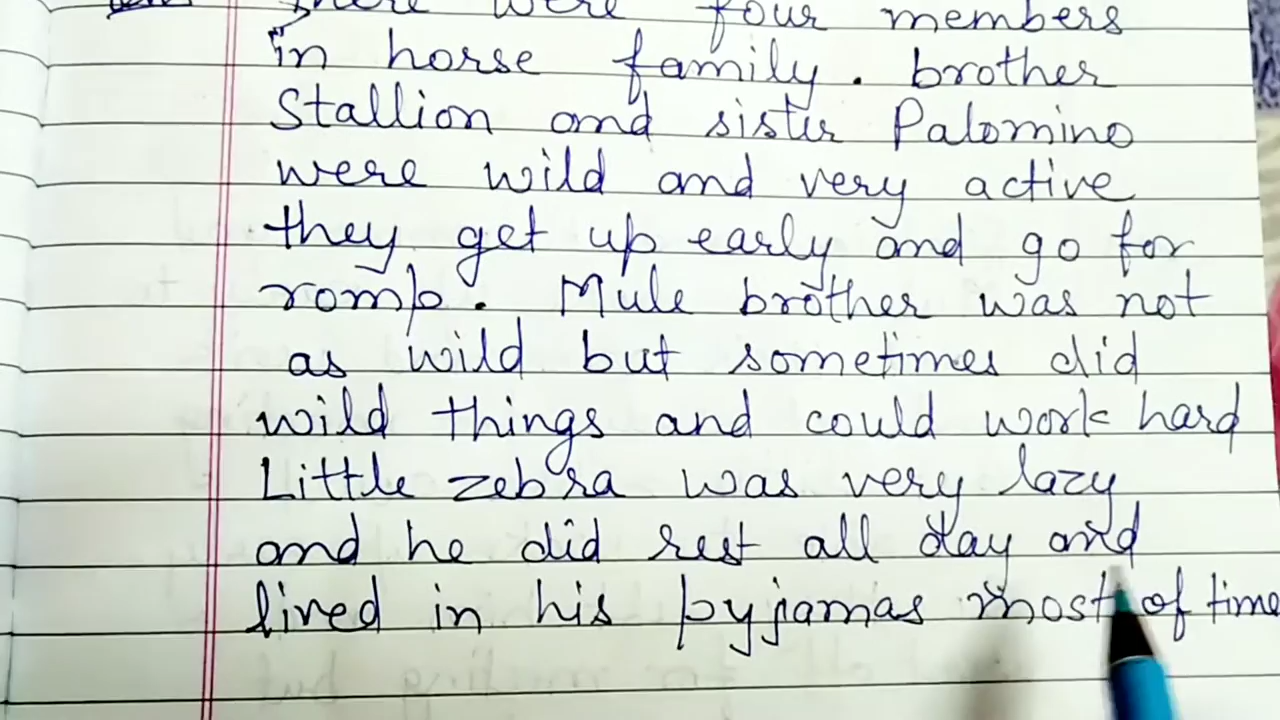 There were four members
in horse family. brother
Stallion and sister Palomino
were wild and very active
they get up early and go for
romp. Mule brother was not
as wild but sometimes did
wild things and could work hard
Little zebra was very lazy
and he did rest all day and
lived in his pyjamas most of time